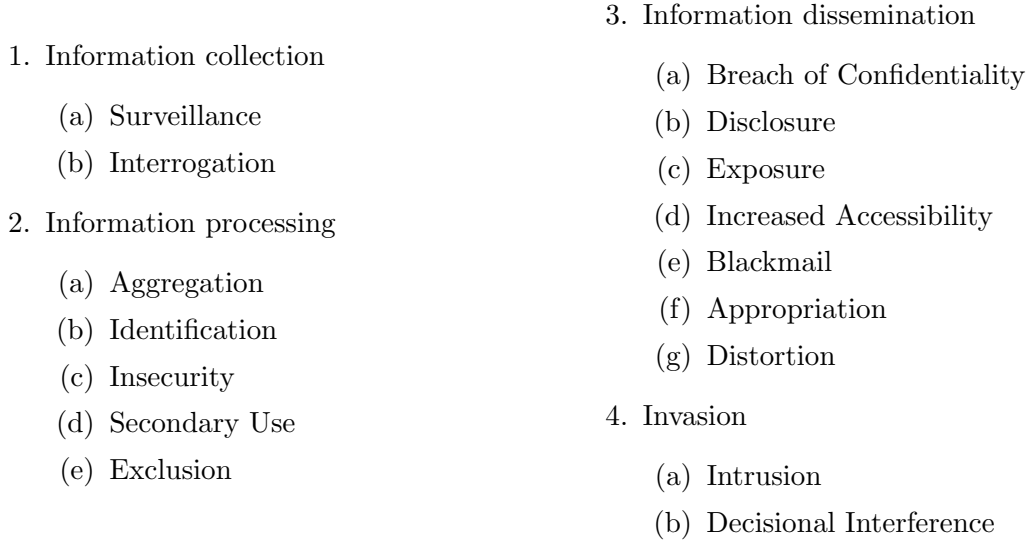 1. Information collection
(a) Surveillance
(b) Interrogation
2. Information processing
(a) Aggregation
(b) Identification
(c) Insecurity
(d) Secondary Use
(e) Exclusion
3. Information dissemination
(a) Breach of Confidentiality
(b) Disclosure
(c) Exposure
(d) Increased Accessibility
(e) Blackmail
(f) Appropriation
(g) Distortion
4. Invasion
(a) Intrusion
(b) Decisional Interference